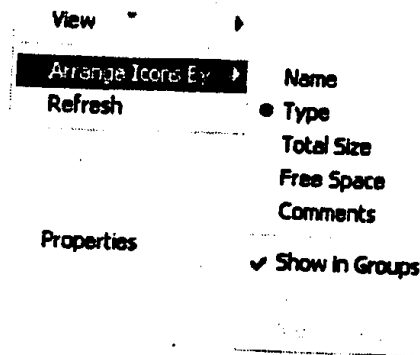 View
Arrange Icons By
Refresh
Properties
Name
Type
Total Size
Free Space
Comments
Show in Groups